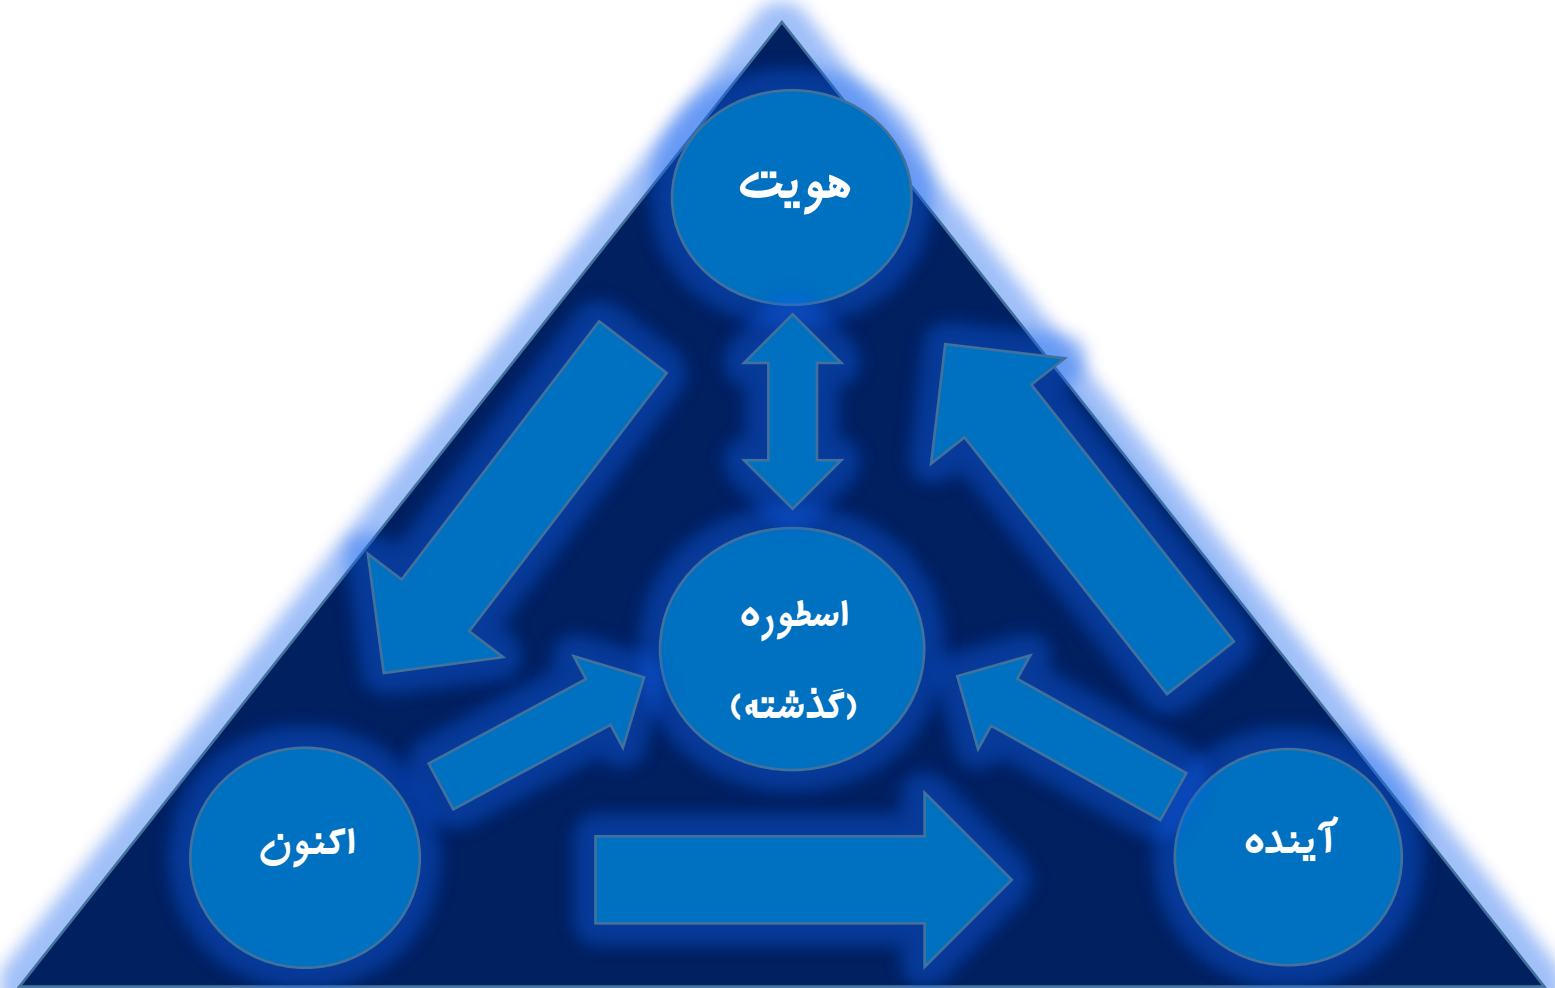 هویت
اسطوره
(گذشته)
اکنون
آینده